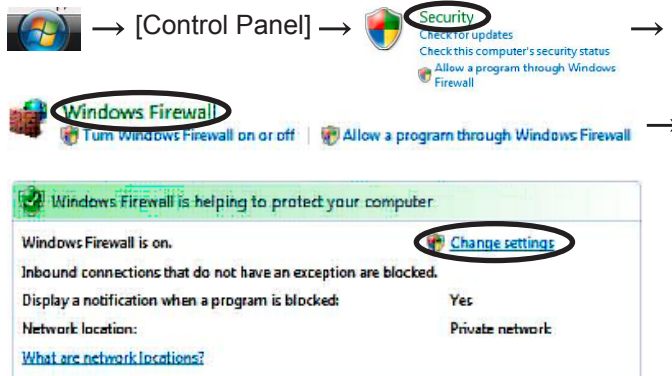 → [Control Panel] → Security →
Check for updates
Check this computer's security status
Allow a program through Windows
Firewall
Windows Firewall
Turn Windows Firewall on or off | Allow a program through Windows Firewall →
Windows Firewall is helping to protect your computer
Windows Firewall is on. Change settings
Inbound connections that do not have an exception are blocked.
Display a notification when a program is blocked: Yes
Network location: Private network
What are network locations?